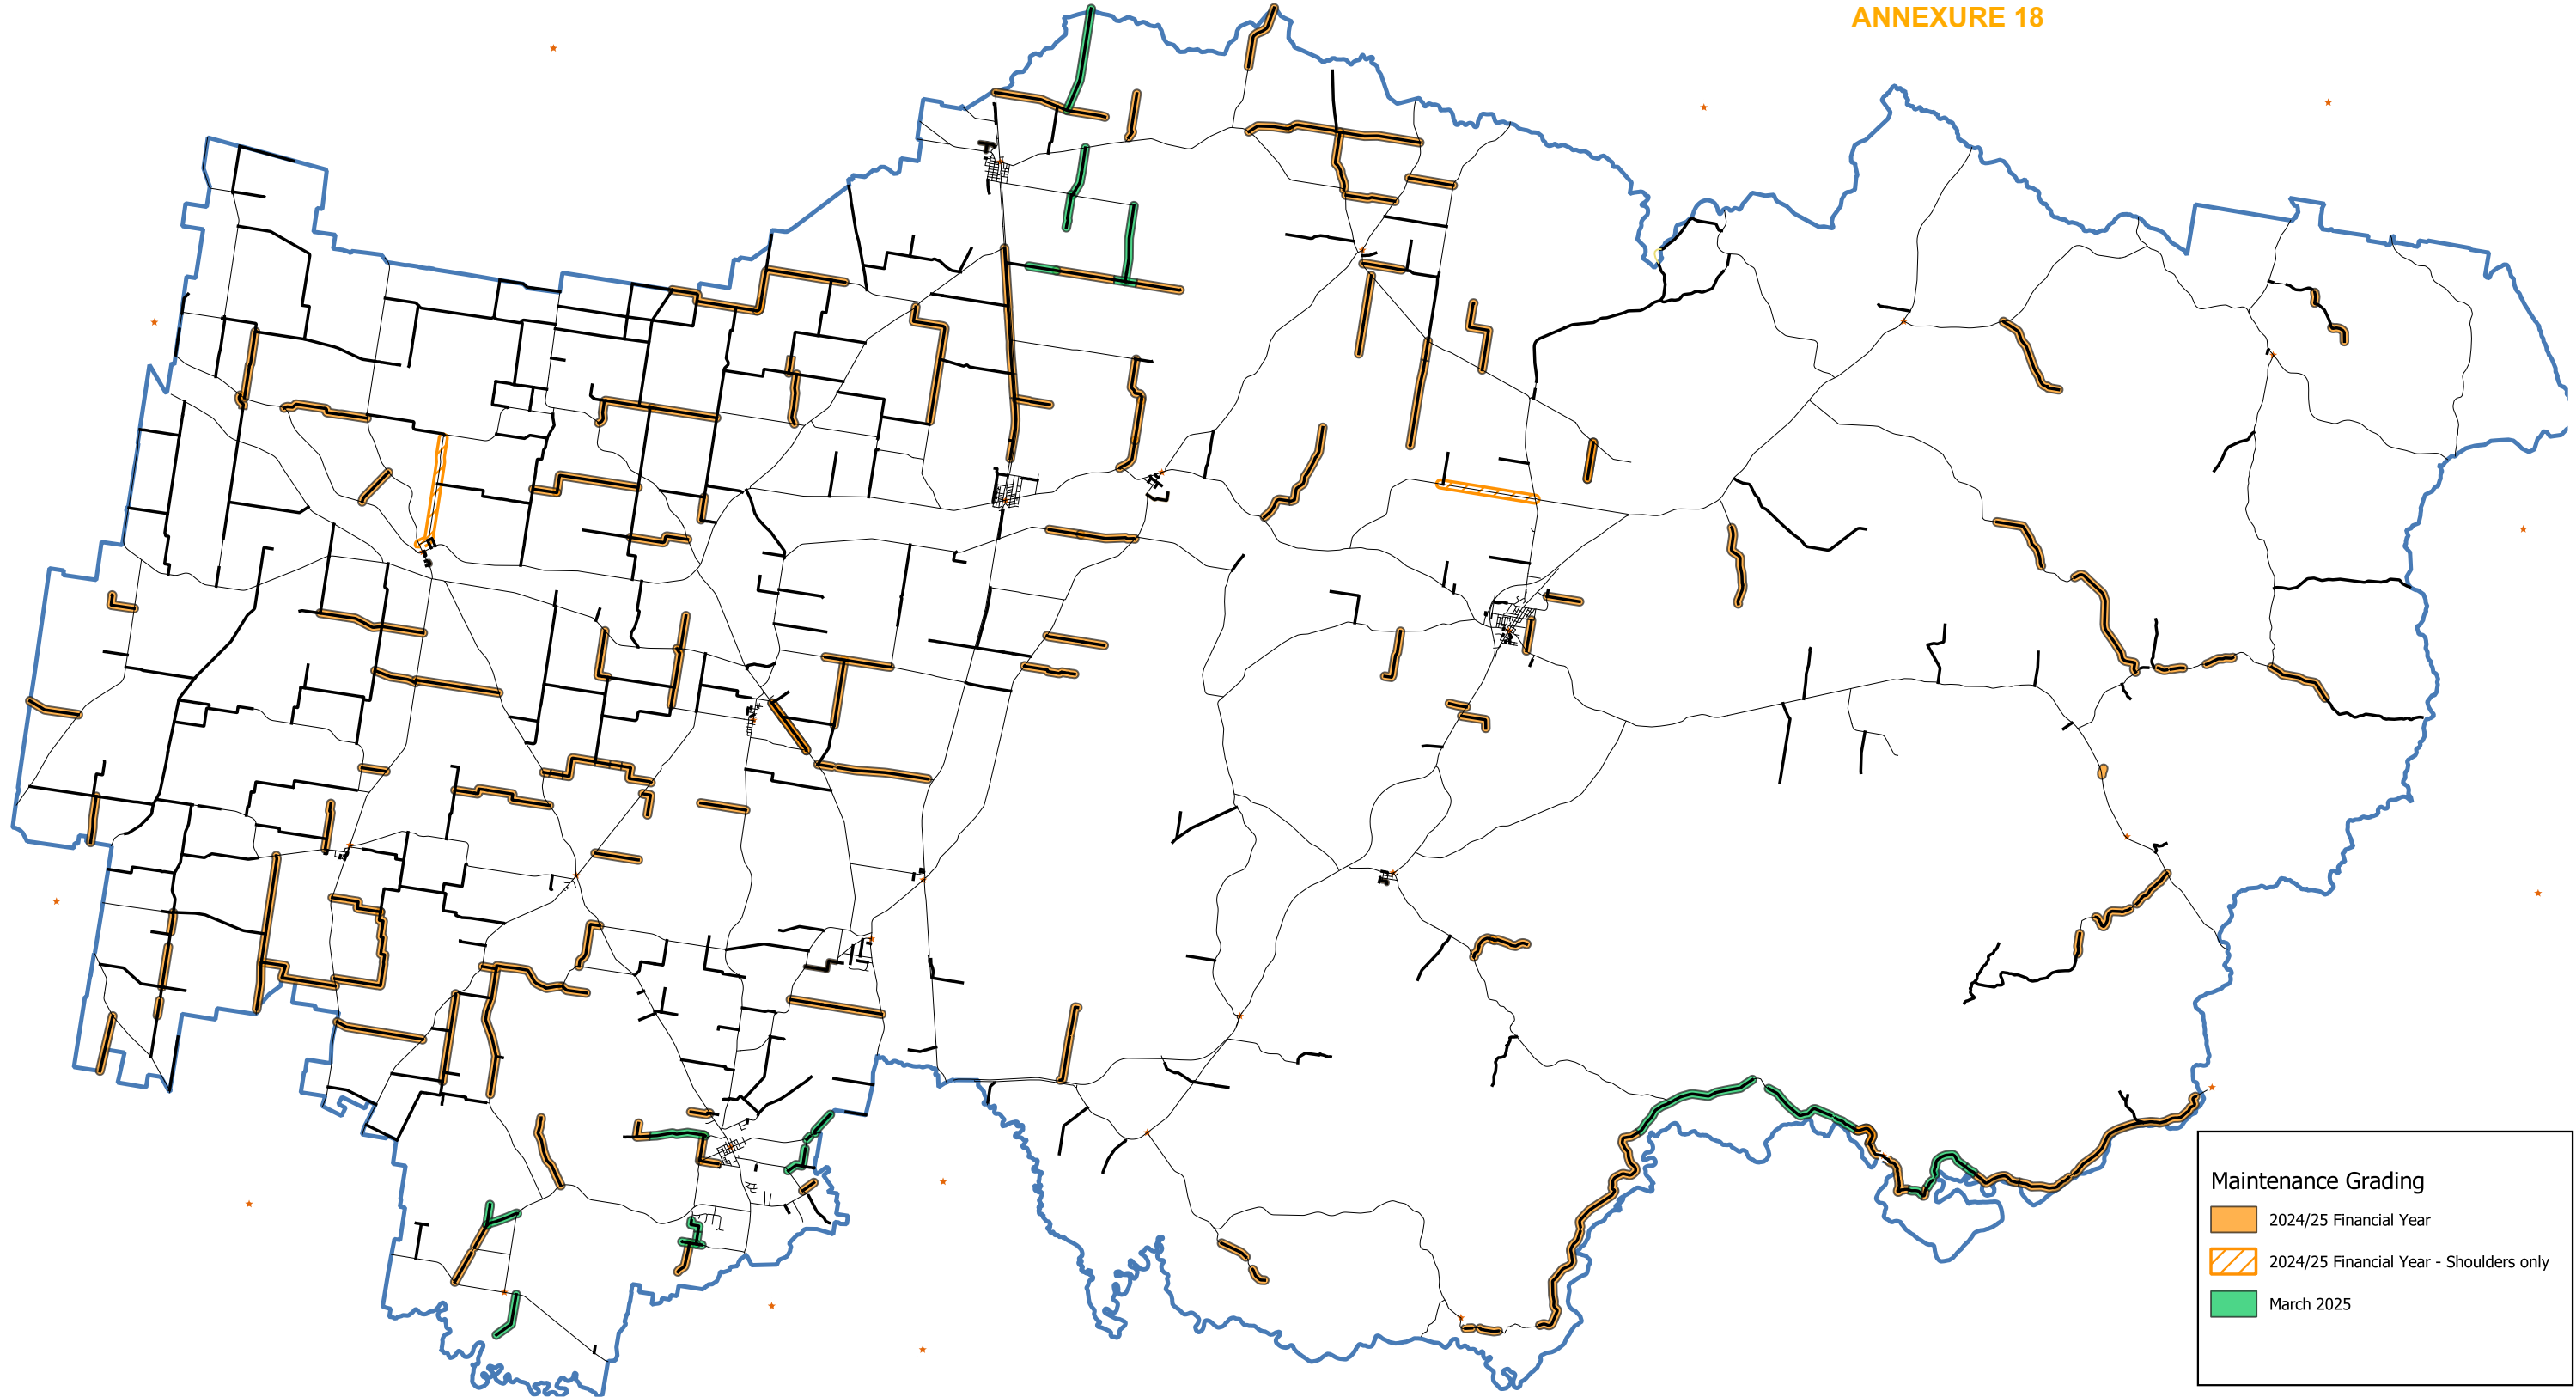 ANNEXURE 18
Maintenance Grading
2024/25 Financial Year
2024/25 Financial Year - Shoulders only
March 2025